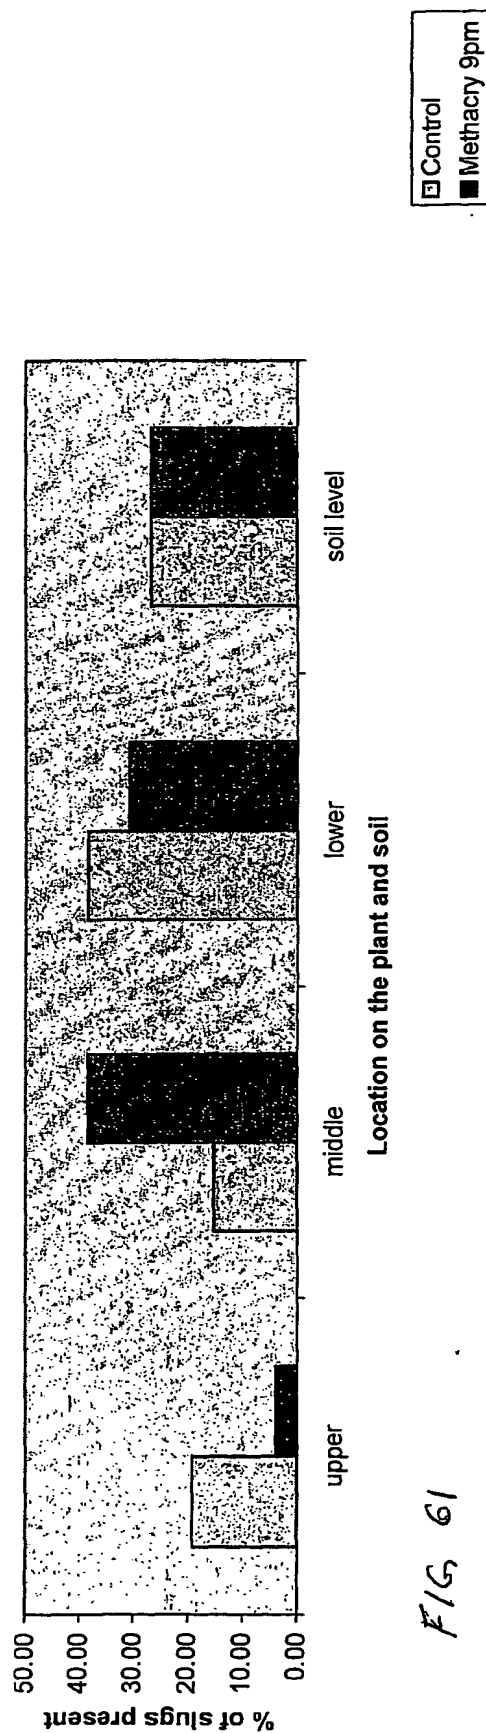 % of slugs present
50.00
40.00
30.00
20.00
10.00
0.00
upper
middle
lower
soil level
Location on the plant and soil
Control
Methacry 9pm
FIG 61